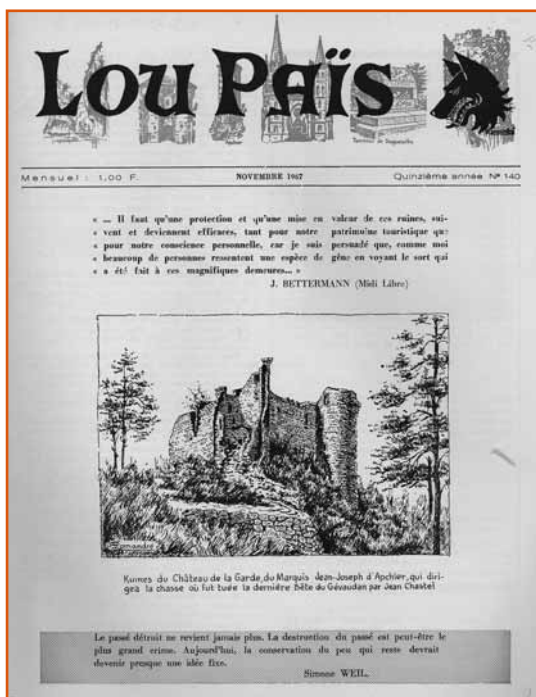 LOU PAÏS
Mensuel : 1,00 F.
NOVEMBRE 1967
Quinzième année N° 140
« ... Il faut qu'une protection et qu'une mise en valeur de ces ruines, sui-
« vent et deviennent efficaces, tant pour notre patrimoine touristique que
« pour notre conscience personnelle, car je suis persuadé que, comme moi
« beaucoup de personnes ressentent une espèce de gêne en voyant le sort qui
« a été fait à ces magnifiques demeures... »
J. BETTERMANN (Midi Libre)
Ruines du Château de la Garde, du Marquis Jean-Joseph d'Apchier, qui diri-
gea la chasse où fut tuée la dernière Bête du Gévaudan par Jean Chastel
Le passé détruit ne revient jamais plus. La destruction du passé est peut-être le
plus grand crime. Aujourd'hui, la conservation du peu qui reste devrait
devenir presque une idée fixe.
Simone WEIL.